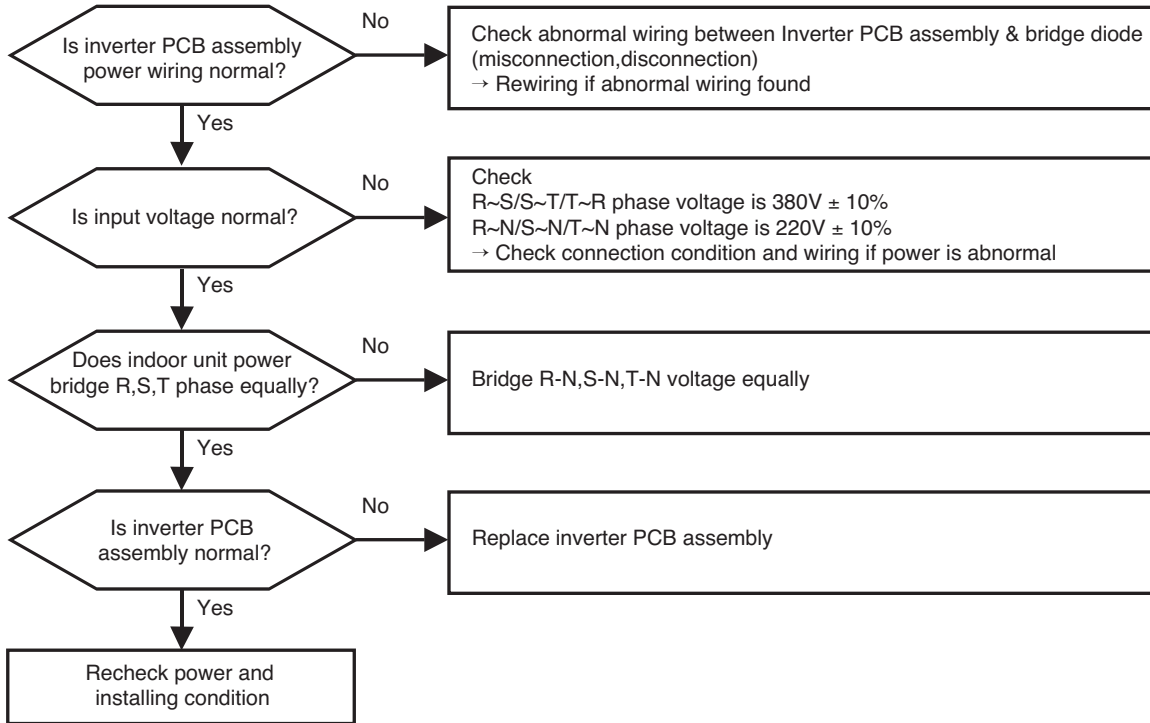 Is inverter PCB assembly
power wiring normal?
No
Check abnormal wiring between Inverter PCB assembly & bridge diode
(misconnection,disconnection)
→ Rewiring if abnormal wiring found
Yes
Is input voltage normal?
No
Check
R~S/S~T/T~R phase voltage is 380V ± 10%
R~N/S~N/T~N phase voltage is 220V ± 10%
→ Check connection condition and wiring if power is abnormal
Yes
Does indoor unit power
bridge R,S,T phase equally?
No
Bridge R-N,S-N,T-N voltage equally
Yes
Is inverter PCB
assembly normal?
No
Replace inverter PCB assembly
Yes
Recheck power and
installing condition